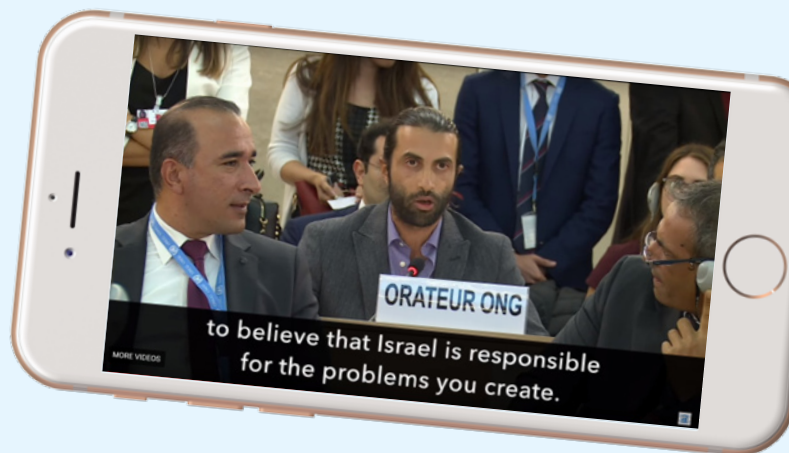 ORATEUR ONG
to believe that Israel is responsible
for the problems you create.
MORE VIDEOS